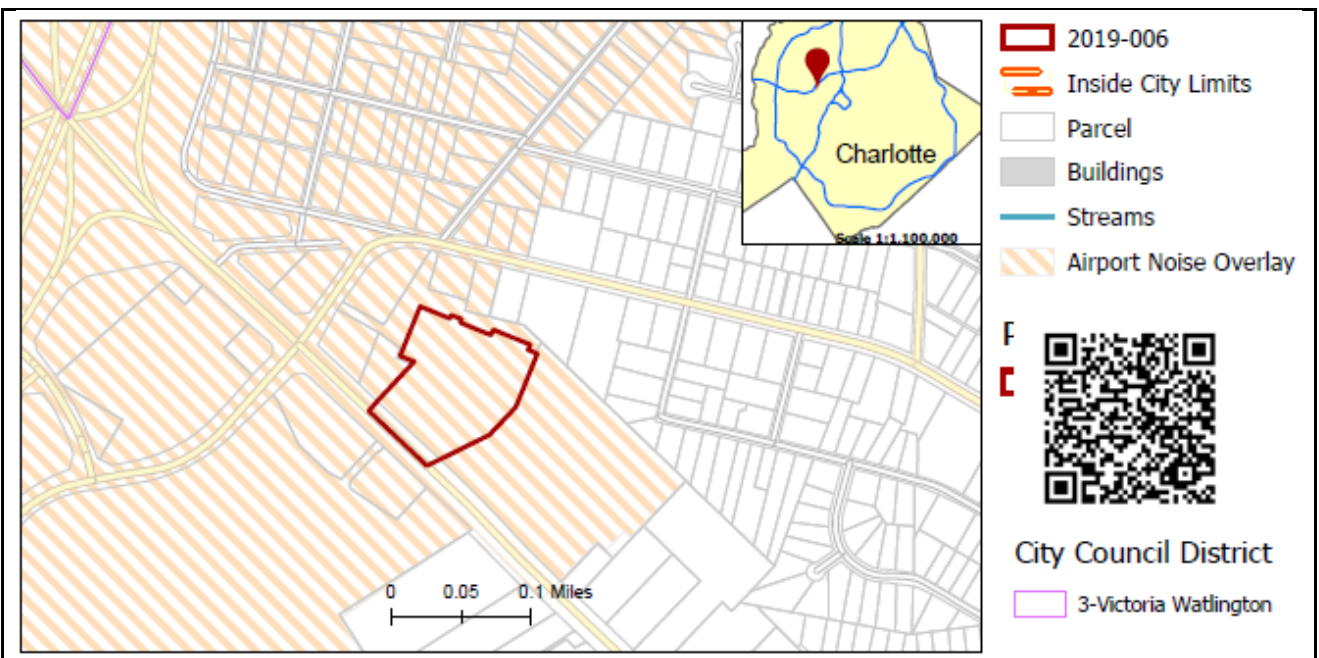 Charlotte
Scale 1:1,100,000
0 0.05 0.1 Miles
2019-006
Inside City Limits
Parcel
Buildings
Streams
Airport Noise Overlay
City Council District
3-Victoria Watlington